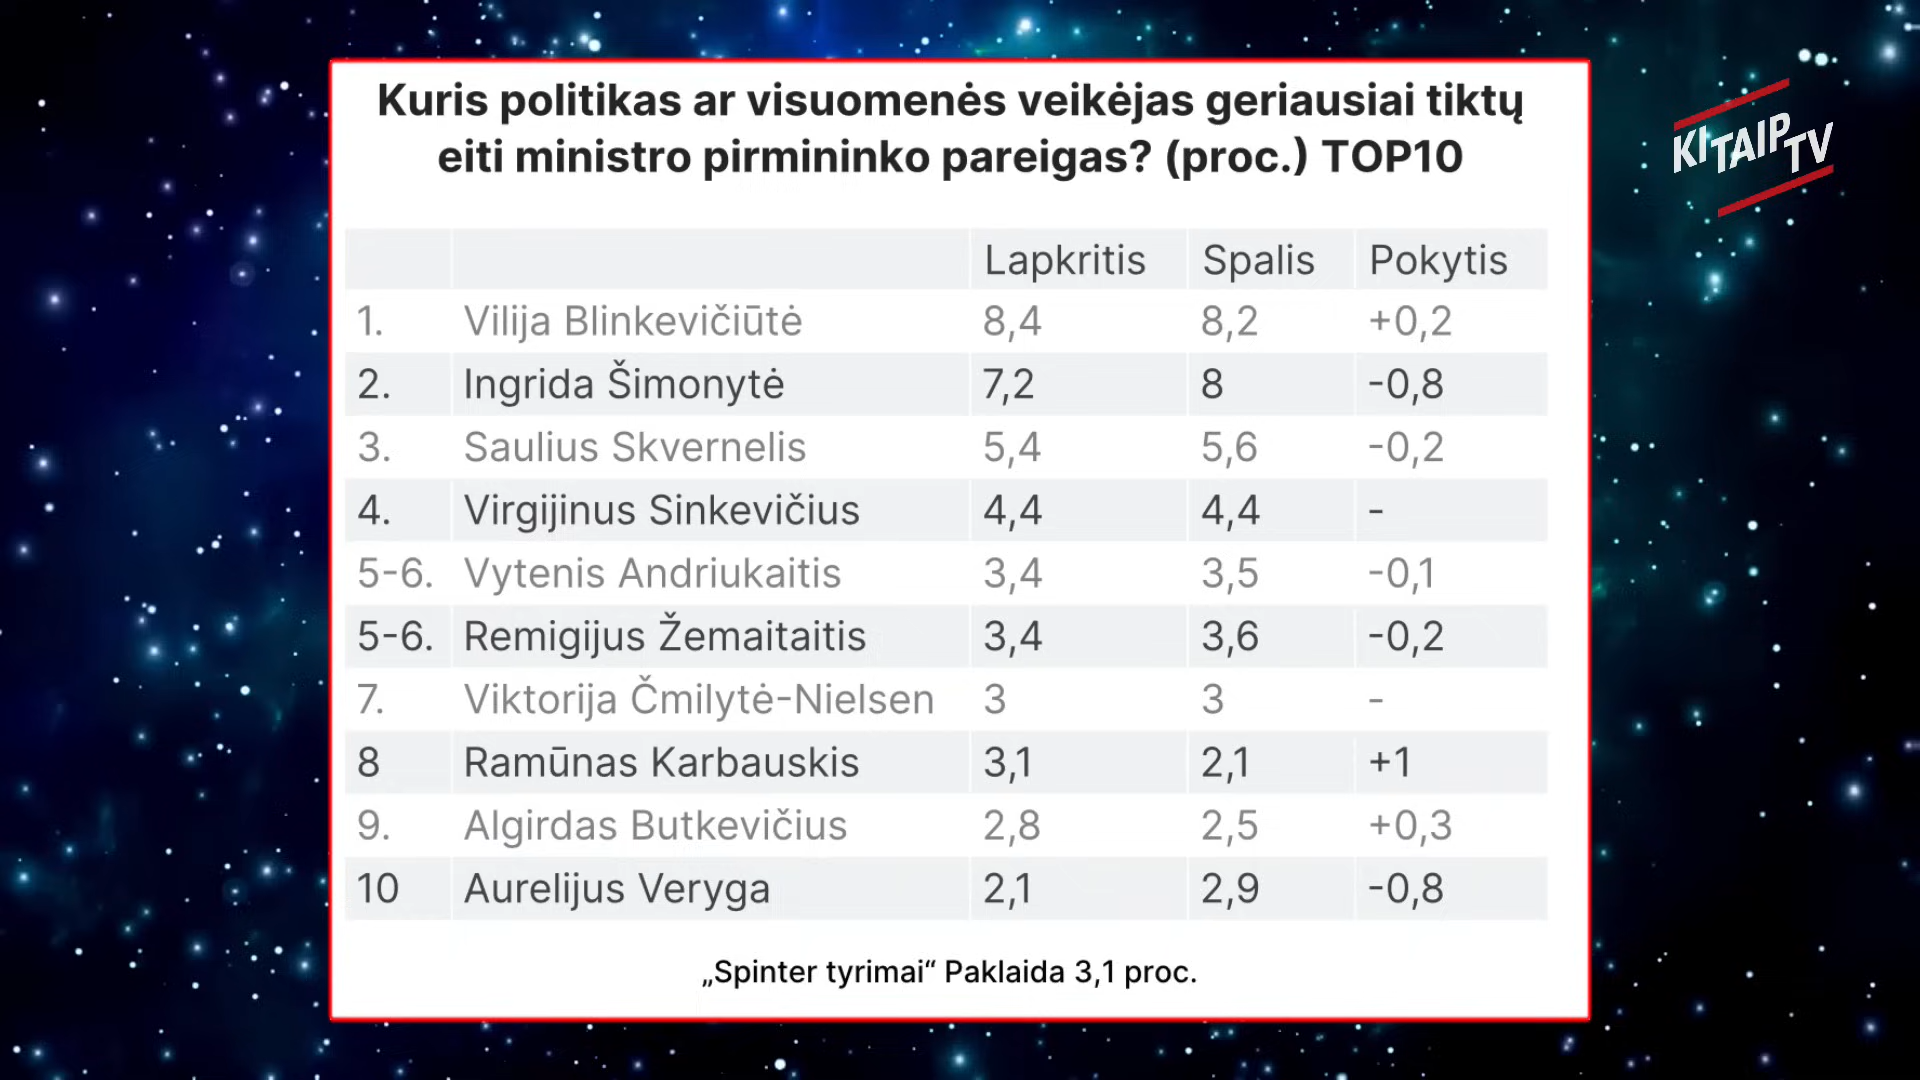 Kuris politikas ar visuomenės veikėjas geriausiai tiktų
eiti ministro pirmininko pareigas? (proc.) TOP10
KITAIP TV
Lapkritis Spalis Pokytis
1. Vilija Blinkevičiūtė 8,4 8,2 +0,2
2. Ingrida Šimonytė 7,2 8 -0,8
3. Saulius Skvernelis 5,4 5,6 -0,2
4. Virgijinus Sinkevičius 4,4 4,4 -
5-6. Vytenis Andriukaitis 3,4 3,5 -0,1
5-6. Remigijus Žemaitaitis 3,4 3,6 -0,2
7. Viktorija Čmilytė-Nielsen 3 3 -
8 Ramūnas Karbauskis 3,1 2,1 +1
9. Algirdas Butkevičius 2,8 2,5 +0,3
10 Aurelijus Veryga 2,1 2,9 -0,8
„Spinter tyrimai“ Paklaida 3,1 proc.